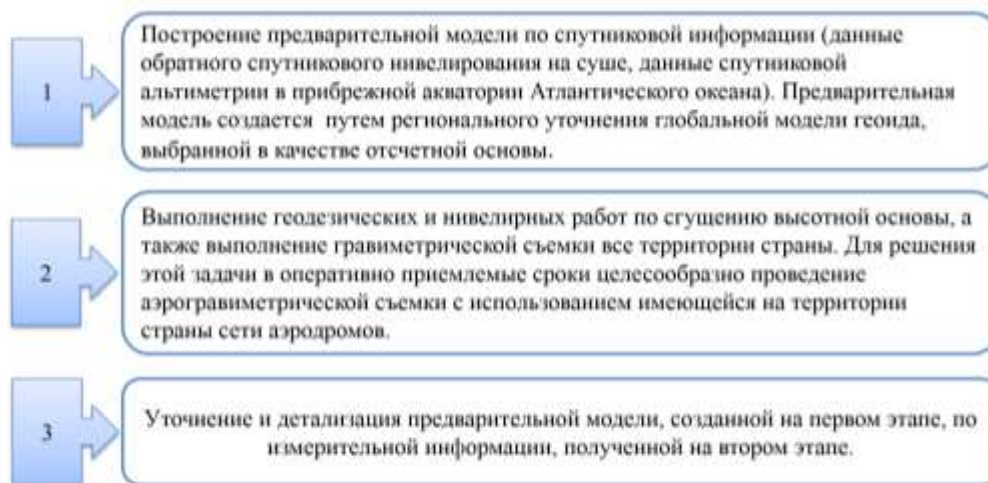 1
Построение предварительной модели по спутниковой информации (данные
обратного спутникового нивелирования на суше, данные спутниковой
альтиметрии в прибрежной акватории Атлантического океана). Предварительная
модель создается путем регионального уточнения глобальной модели геоида,
выбранной в качестве отсчетной основы.
2
Выполнение геодезических и нивелирных работ по сгущению высотной основы, а
также выполнение гравиметрической съемки все территории страны. Для решения
этой задачи в оперативно приемлемые сроки целесообразно проведение
аэрогравиметрической съемки с использованием имеющейся на территории
страны сети аэродромов.
3
Уточнение и детализация предварительной модели, созданной на первом этапе, по
измерительной информации, полученной на втором этапе.